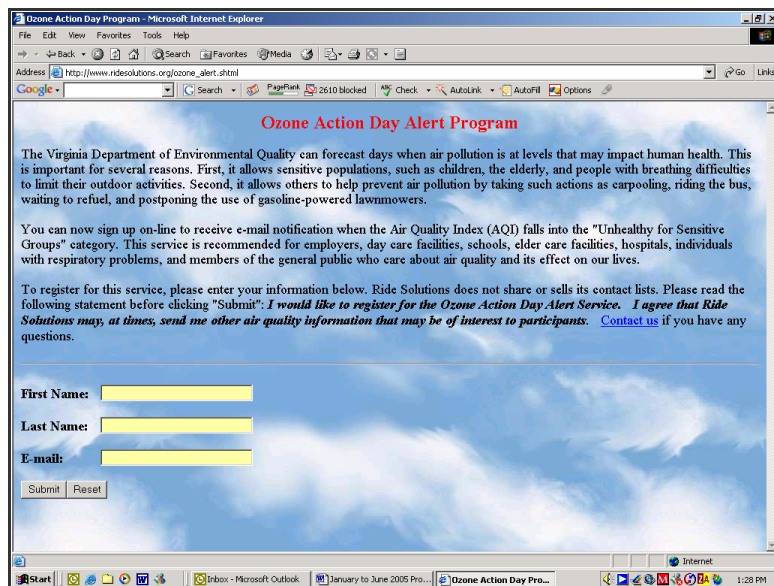 Ozone Action Day Program - Microsoft Internet Explorer
File Edit View Favorites Tools Help
Back Search Favorites Media
Address http://www.ridesolutions.org/ozone_alert.shtml Go Links
Google Search PageRank 2610 blocked ABC Check AutoLink AutoFill Options
Ozone Action Day Alert Program
The Virginia Department of Environmental Quality can forecast days when air pollution is at levels that may impact human health. This
is important for several reasons. First, it allows sensitive populations, such as children, the elderly, and people with breathing difficulties
to limit their outdoor activities. Second, it allows others to help prevent air pollution by taking such actions as carpooling, riding the bus,
waiting to refuel, and postponing the use of gasoline-powered lawnmowers.
You can now sign up on-line to receive e-mail notification when the Air Quality Index (AQI) falls into the "Unhealthy for Sensitive
Groups" category. This service is recommended for employers, day care facilities, schools, elder care facilities, hospitals, individuals
with respiratory problems, and members of the general public who care about air quality and its effect on our lives.
To register for this service, please enter your information below. Ride Solutions does not share or sells its contact lists. Please read the
following statement before clicking "Submit": I would like to register for the Ozone Action Day Alert Service. I agree that Ride
Solutions may, at times, send me other air quality information that may be of interest to participants. Contact us if you have any
questions.
First Name:
Last Name:
E-mail:
Submit Reset
Internet
Start Inbox - Microsoft Outlook January to June 2005 Pro... Ozone Action Day Pro... 1:28 PM